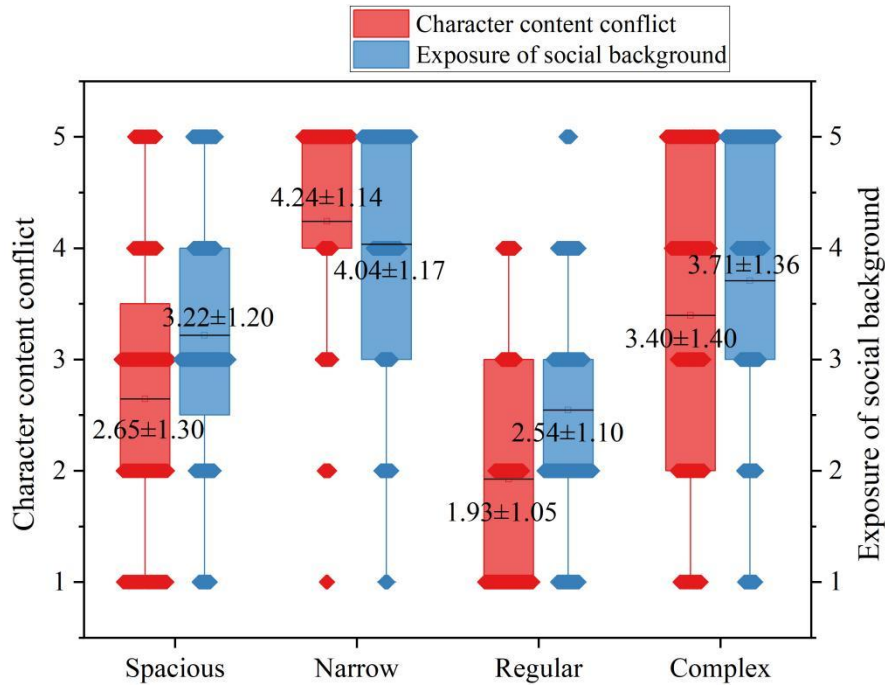 Character content conflict
Exposure of social background
Character content conflict
5
4
3
2
1
2.65±1.30
3.22±1.20
4.24±1.14
4.04±1.17
1.93±1.05
2.54±1.10
3.40±1.40
3.71±1.36
5
4
3
2
1
Exposure of social background
Spacious
Narrow
Regular
Complex